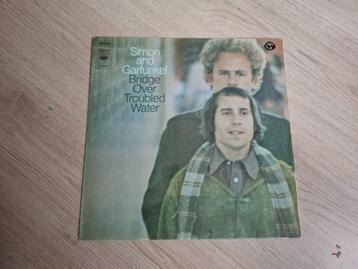 Simon
and
Garfunkel
Bridge
Over
Troubled
Water